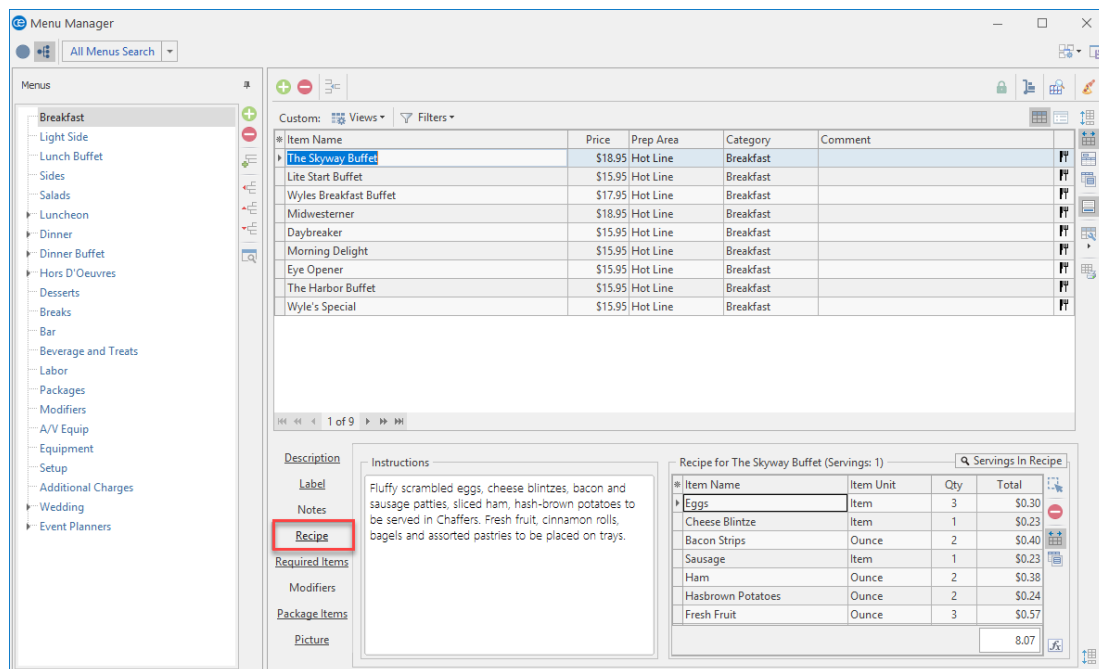 Menu Manager
All Menus Search
Menus
Breakfast
Light Side
Lunch Buffet
Sides
Salads
Luncheon
Dinner
Dinner Buffet
Hors D'Oeuvres
Desserts
Breaks
Bar
Beverage and Treats
Labor
Packages
Modifiers
A/V Equip
Equipment
Setup
Additional Charges
Wedding
Event Planners
Custom: Views Filters
Item Name Price Prep Area Category Comment
The Skyway Buffet $18.95 Hot Line Breakfast
Lite Start Buffet $15.95 Hot Line Breakfast
Wyles Breakfast Buffet $17.95 Hot Line Breakfast
Midwesterner $18.95 Hot Line Breakfast
Daybreaker $15.95 Hot Line Breakfast
Morning Delight $15.95 Hot Line Breakfast
Eye Opener $15.95 Hot Line Breakfast
The Harbor Buffet $15.95 Hot Line Breakfast
Wyle's Special $15.95 Hot Line Breakfast
1 of 9
Description
Label
Notes
Recipe
Required Items
Modifiers
Package Items
Picture
Instructions
Fluffy scrambled eggs, cheese blintzes, bacon and
sausage patties, sliced ham, hash-brown potatoes to
be served in Chaffers. Fresh fruit, cinnamon rolls,
bagels and assorted pastries to be placed on trays.
Recipe for The Skyway Buffet (Servings: 1) Servings In Recipe
Item Name Item Unit Qty Total
Eggs Item 3 $0.30
Cheese Blintze Item 1 $0.23
Bacon Strips Ounce 2 $0.40
Sausage Item 1 $0.23
Ham Ounce 2 $0.38
Hasbrown Potatoes Ounce 2 $0.24
Fresh Fruit Ounce 3 $0.57
8.07